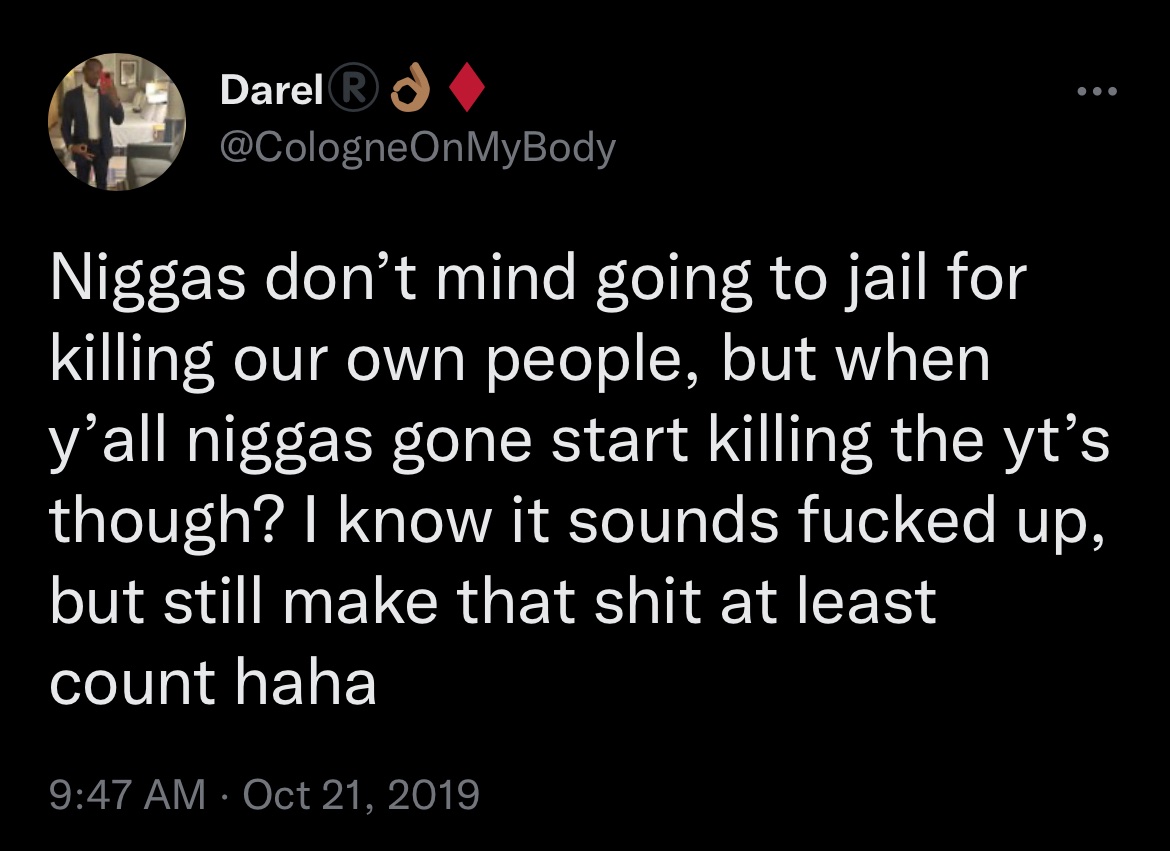 Darel®️👌🏽♦️
@CologneOnMyBody
Niggas don’t mind going to jail for
killing our own people, but when
y’all niggas gone start killing the yt’s
though? I know it sounds fucked up,
but still make that shit at least
count haha
9:47 AM · Oct 21, 2019